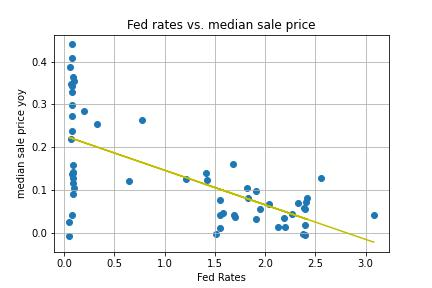 Fed rates vs. median sale price
median sale price yoy
0.4
0.3
0.2
0.1
0.0
0.0 0.5 1.0 1.5 2.0 2.5 3.0
Fed Rates